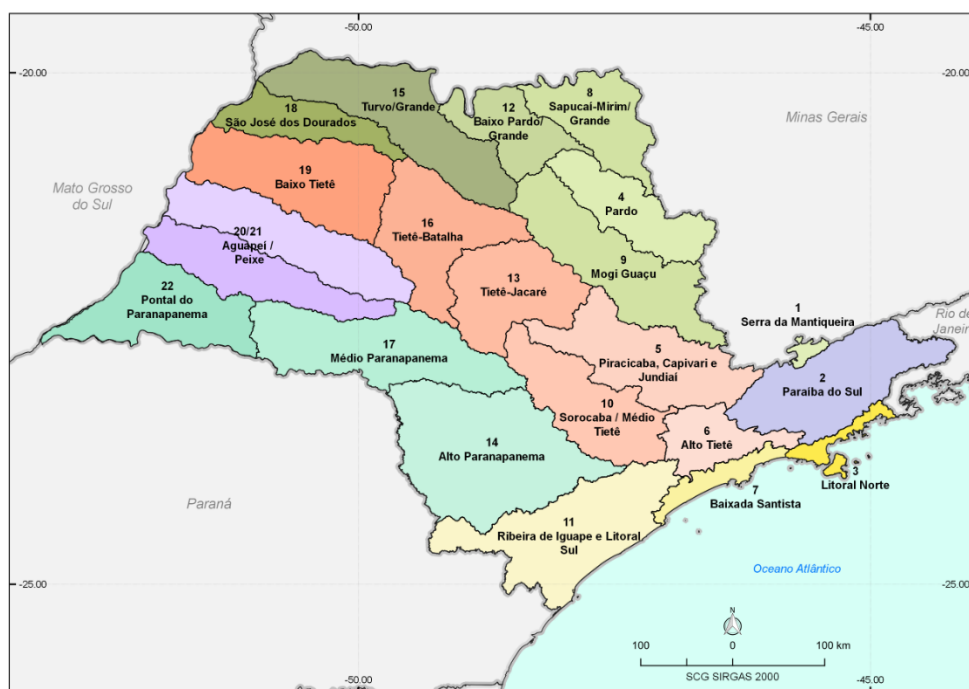 -50.00
-45.00
-20.00
-20.00
15
Turvo/Grande
12
Baixo Pardo/
Grande
8
Sapucaí-Mirim/
Grande
Minas Gerais
18
São José dos Dourados
19
Baixo Tietê
Mato Grosso
do Sul
4
Pardo
16
Tietê-Batalha
20/21
Aguapeí /
Peixe
9
Mogi Guaçu
13
Tietê-Jacaré
22
Pontal do
Paranapanema
1
Serra da Mantiqueira
Rio de
Janeiro
17
Médio Paranapanema
5
Piracicaba, Capivari e
Jundiaí
2
Paraíba do Sul
10
Sorocaba / Médio
Tietê
6
Alto Tietê
14
Alto Paranapanema
3
Litoral Norte
7
Baixada Santista
Paraná
11
Ribeira de Iguape e Litoral
Sul
Oceano Atlântico
-25.00
-25.00
N
100 0 100 km
SCG SIRGAS 2000
-50.00
-45.00